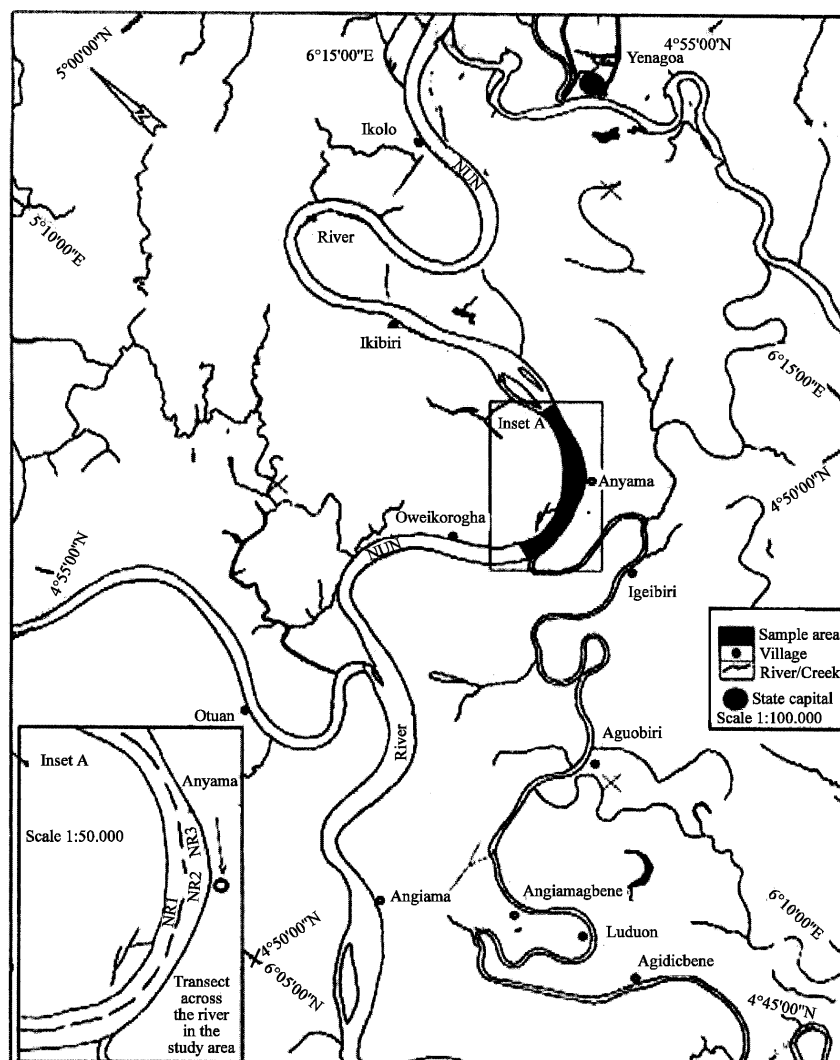 5°00'00"N
6°15'00"E
4°55'00N
Yenagoa
Ikolo
NUN
5°10'00"E
River
Ikibiri
6°15'00"E
Inset A
Anyama
4°50'00"N
Oweikorogha
NUN
4°55'00"N
Igeibiri
Sample area
Village
River/Creek
State capital
Scale 1:100.000
Otuan
River
Aguobiri
Inset A
Anyama
Scale 1:50.000
NR3
NR2
NR1
Transect
across
the river
in the
study area
Angiama
Angiamagbene
Luduon
6°10'00"E
4°50'00"N
6°05'00"N
Agidicbene
4°45'00"N